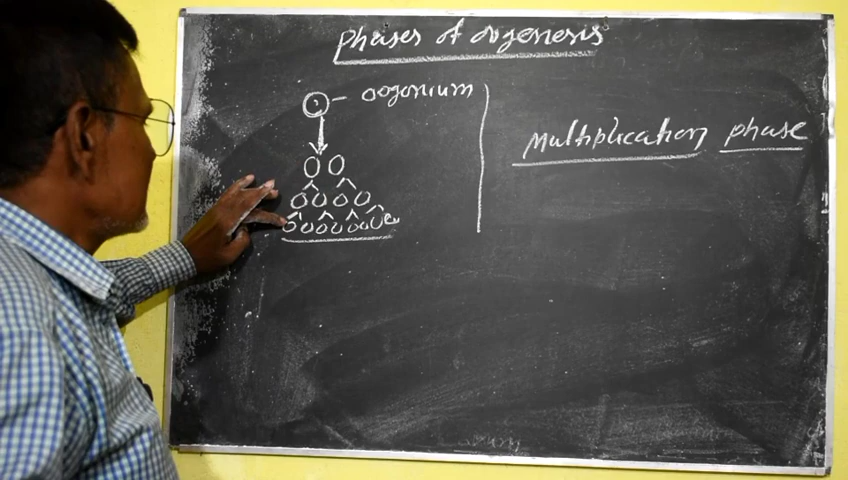 Phases of oogenesis
oogonium
Multiplication phase